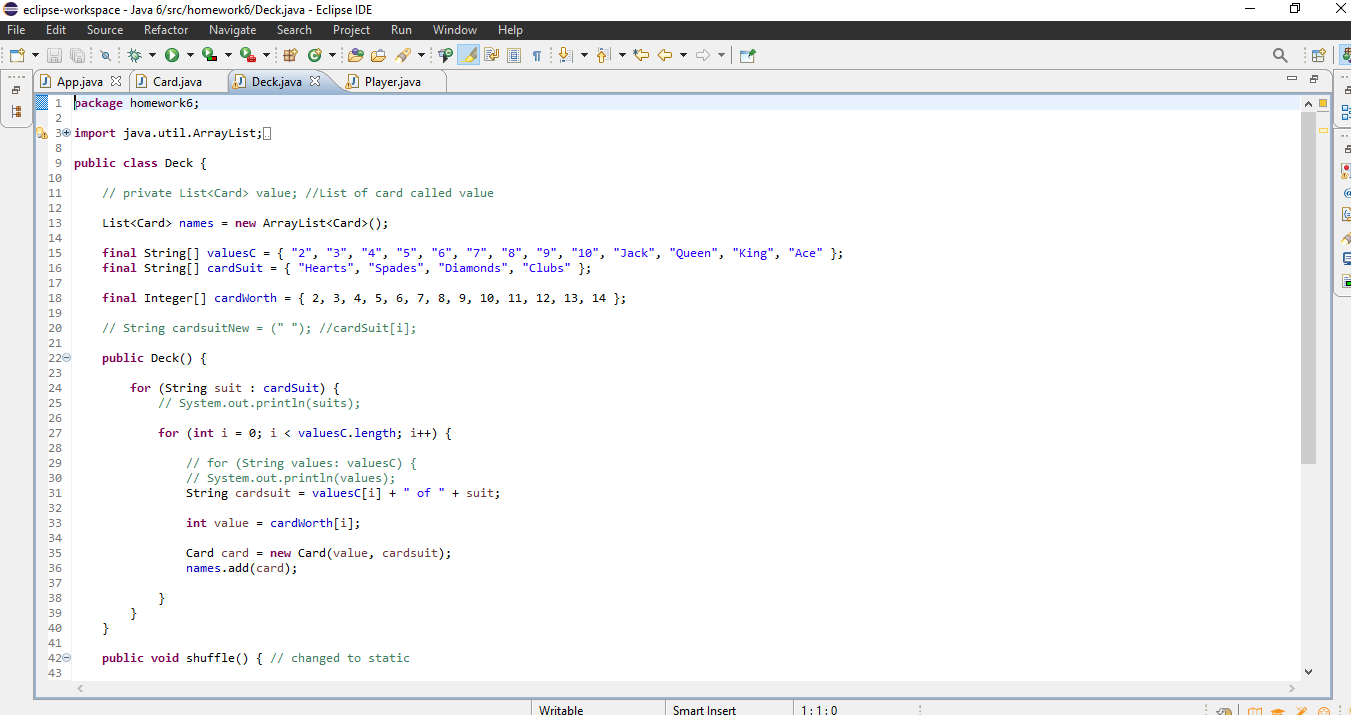 eclipse-workspace - Java 6/src/homework6/Deck.java - Eclipse IDE
File Edit Source Refactor Navigate Search Project Run Window Help
App.java Card.java Deck.java Player.java
1 package homework6;
2
3 import java.util.ArrayList;
8
9 public class Deck {
10
11 // private List<Card> value; //List of card called value
12
13 List<Card> names = new ArrayList<Card>();
14
15 final String[] valuesC = { "2", "3", "4", "5", "6", "7", "8", "9", "10", "Jack", "Queen", "King", "Ace" };
16 final String[] cardSuit = { "Hearts", "Spades", "Diamonds", "Clubs" };
17
18 final Integer[] cardWorth = { 2, 3, 4, 5, 6, 7, 8, 9, 10, 11, 12, 13, 14 };
19
20 // String cardsuitNew = (" "); //cardSuit[i];
21
22 public Deck() {
23
24 for (String suit : cardSuit) {
25 // System.out.println(suits);
26
27 for (int i = 0; i < valuesC.length; i++) {
28
29 // for (String values: valuesC) {
30 // System.out.println(values);
31 String cardsuit = valuesC[i] + " of " + suit;
32
33 int value = cardWorth[i];
34
35 Card card = new Card(value, cardsuit);
36 names.add(card);
37
38 }
39 }
40 }
41
42 public void shuffle() { // changed to static
43
Writable Smart Insert 1:1:0